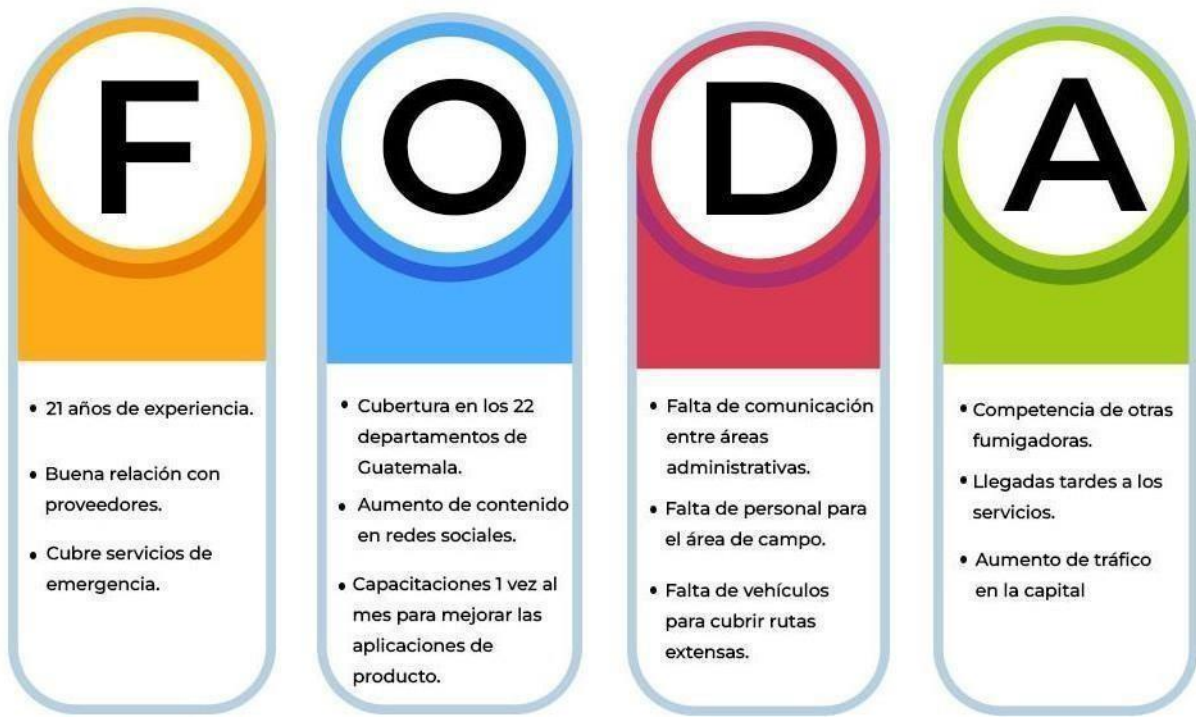 F
• 21 años de experiencia.
• Buena relación con
proveedores.
• Cubre servicios de
emergencia.
O
• Cubertura en los 22
departamentos de
Guatemala.
• Aumento de contenido
en redes sociales.
• Capacitaciones 1 vez al
mes para mejorar las
aplicaciones de
producto.
D
• Falta de comunicación
entre áreas
administrativas.
• Falta de personal para
el área de campo.
• Falta de vehículos
para cubrir rutas
extensas.
A
• Competencia de otras
fumigadoras.
• Llegadas tardes a los
servicios.
• Aumento de tráfico
en la capital